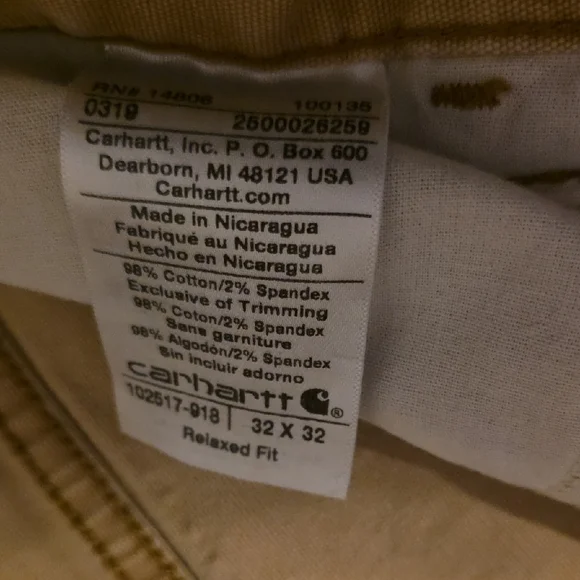 RN# 14806 100135
0319 2500026259
Carhartt, Inc. P. O. Box 600
Dearborn, MI 48121 USA
Carhartt.com
Made in Nicaragua
Fabriqué au Nicaragua
Hecho en Nicaragua
98% Cotton/2% Spandex
Exclusive of Trimming
98% Coton/2% Spandex
Sans garniture
98% Algodón/2% Spandex
Sin incluir adorno
carhartt ®
102517-918 | 32 X 32
Relaxed Fit